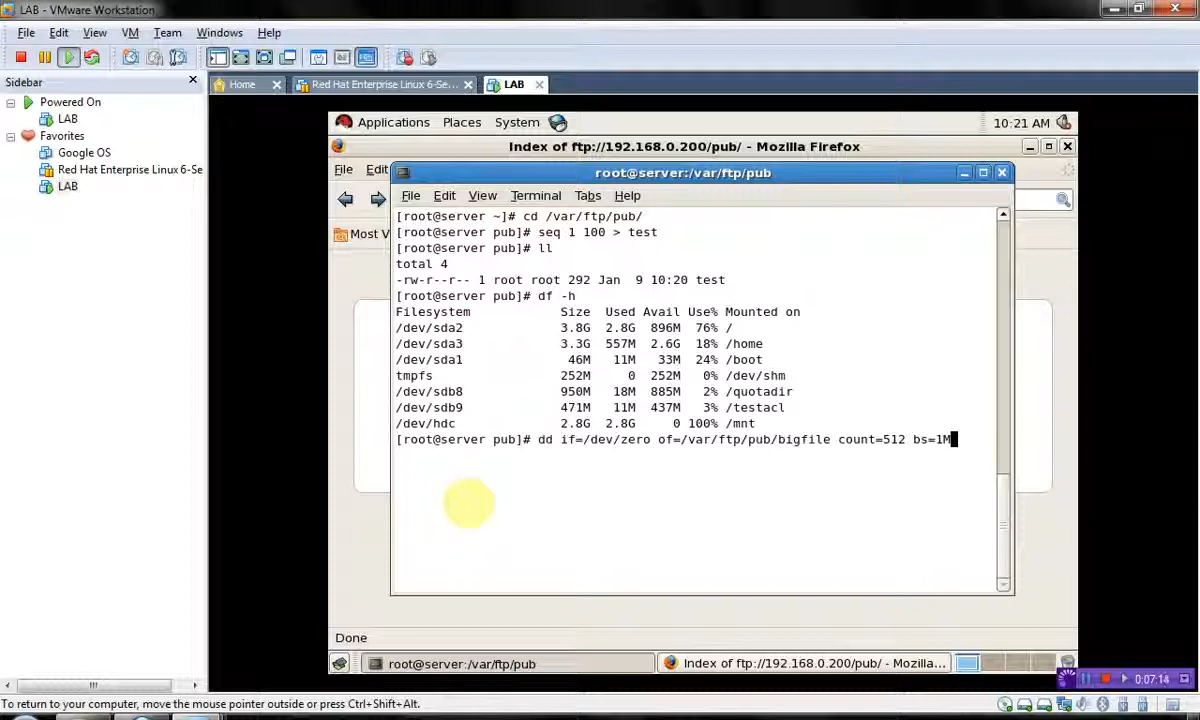 LAB - VMware Workstation
File Edit View VM Team Windows Help
Sidebar
Powered On
LAB
Favorites
Google OS
Red Hat Enterprise Linux 6-Se
LAB
Home Red Hat Enterprise Linux 6-Se... LAB
Applications Places System 10:21 AM
Index of ftp://192.168.0.200/pub/ - Mozilla Firefox
File Edit
Most V
root@server:/var/ftp/pub
File Edit View Terminal Tabs Help
[root@server ~]# cd /var/ftp/pub/
[root@server pub]# seq 1 100 > test
[root@server pub]# ll
total 4
-rw-r--r-- 1 root root 292 Jan  9 10:20 test
[root@server pub]# df -h
Filesystem            Size  Used Avail Use% Mounted on
/dev/sda2             3.8G  2.8G  896M  76% /
/dev/sda3             3.3G  557M  2.6G  18% /home
/dev/sda1              46M   11M   33M  24% /boot
tmpfs                 252M     0  252M   0% /dev/shm
/dev/sdb8             950M   18M  885M   2% /quotadir
/dev/sdb9             471M   11M  437M   3% /testacl
/dev/hdc              2.8G  2.8G     0 100% /mnt
[root@server pub]# dd if=/dev/zero of=/var/ftp/pub/bigfile count=512 bs=1M
Done
root@server:/var/ftp/pub Index of ftp://192.168.0.200/pub/ - Mozilla...
0:07:14
To return to your computer, move the mouse pointer outside or press Ctrl+Shift+Alt.